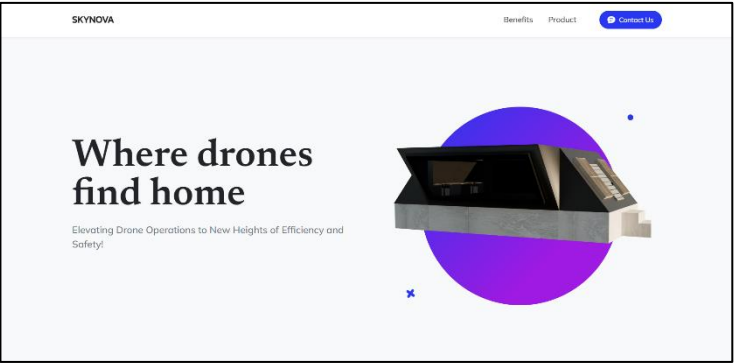 SKYNOVA
Benefits Product Contact Us
Where drones
find home
Elevating Drone Operations to New Heights of Efficiency and
Safety!